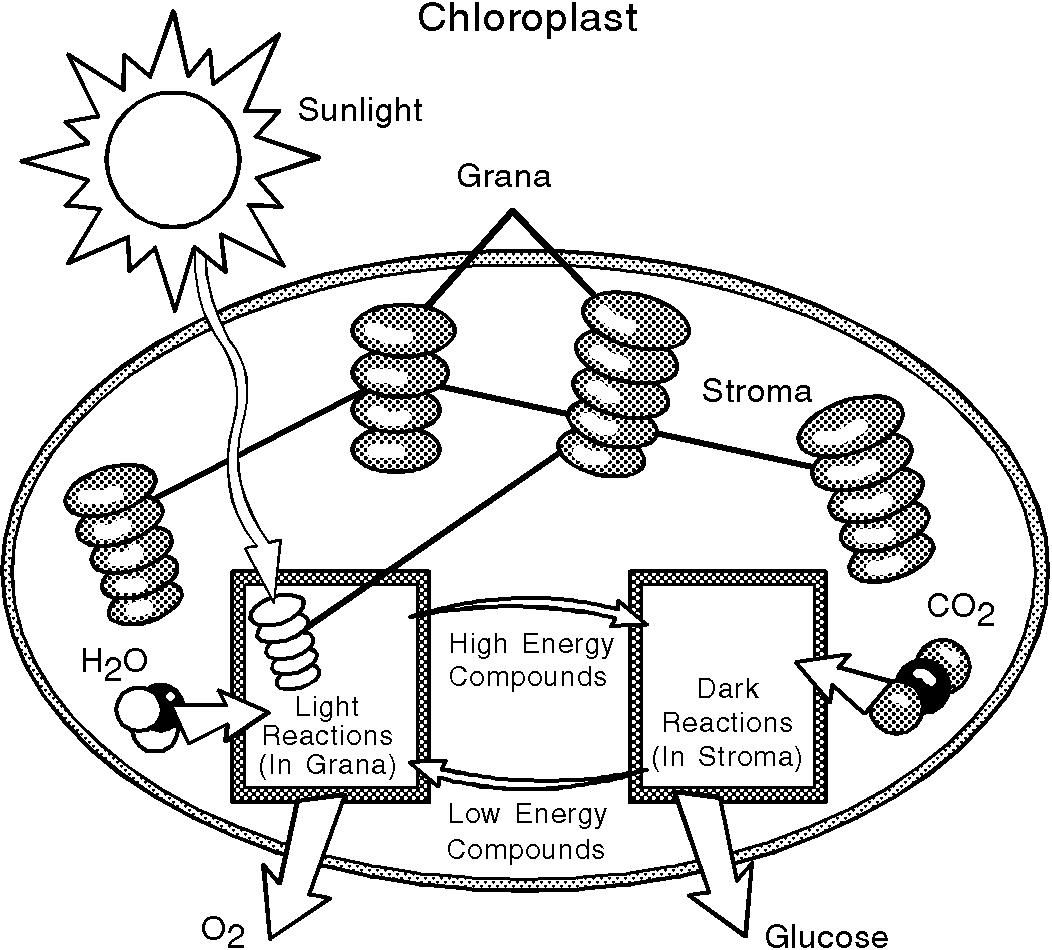 Chloroplast
Sunlight
Grana
Stroma
CO2
H2O
High Energy
Compounds
Light
Reactions
(In Grana)
Dark
Reactions
(In Stroma)
Low Energy
Compounds
O2
Glucose